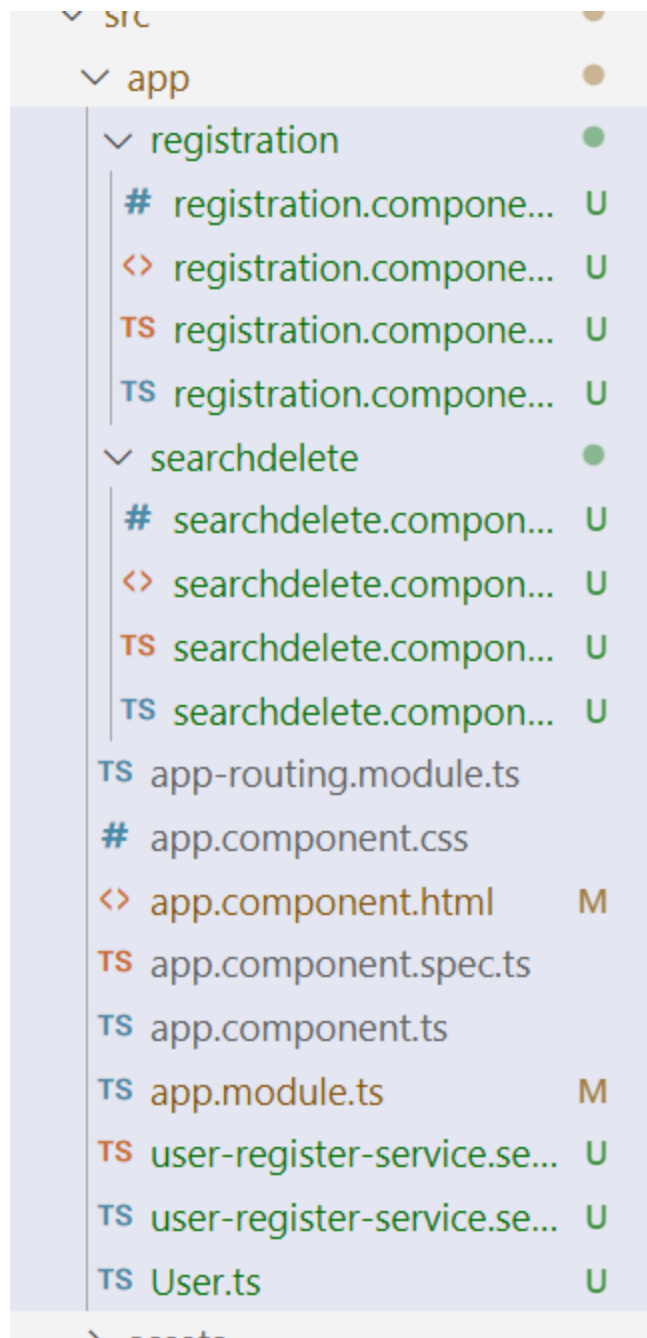 src
app
registration
# registration.compone... U
<> registration.compone... U
TS registration.compone... U
TS registration.compone... U
searchdelete
# searchdelete.compon... U
<> searchdelete.compon... U
TS searchdelete.compon... U
TS searchdelete.compon... U
TS app-routing.module.ts
# app.component.css
<> app.component.html M
TS app.component.spec.ts
TS app.component.ts
TS app.module.ts M
TS user-register-service.se... U
TS user-register-service.se... U
TS User.ts U
assets